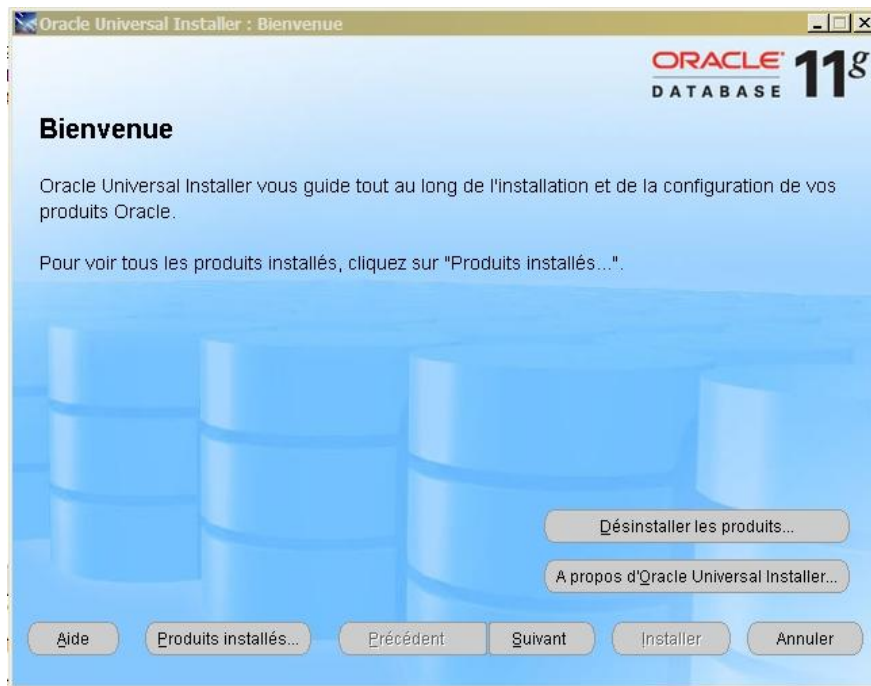 Oracle Universal Installer : Bienvenue
ORACLE 11g
DATABASE
Bienvenue
Oracle Universal Installer vous guide tout au long de l'installation et de la configuration de vos
produits Oracle.
Pour voir tous les produits installés, cliquez sur "Produits installés...".
Désinstaller les produits...
A propos d'Oracle Universal Installer...
Aide
Produits installés...
Précédent
Suivant
Installer
Annuler